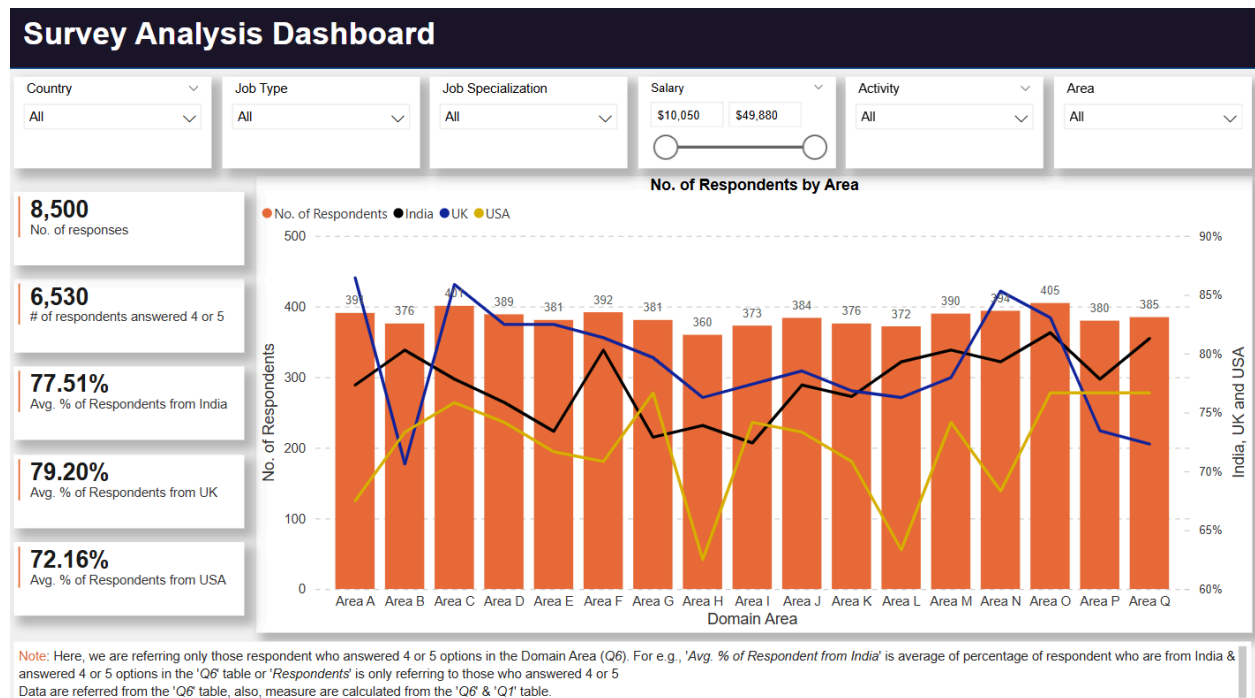 Survey Analysis Dashboard
Country
Job Type
Job Specialization
Salary
Activity
Area
All
All
All
$10,050
$49,880
All
All
8,500
No. of responses
6,530
# of respondents answered 4 or 5
77.51%
Avg. % of Respondents from India
79.20%
Avg. % of Respondents from UK
72.16%
Avg. % of Respondents from USA
No. of Respondents by Area
No. of Respondents India UK USA
500
400
300
200
100
0
No. of Respondents
391 376 401 389 381 392 381 360 373 384 376 372 390 394 405 380 385
90%
85%
80%
75%
70%
65%
60%
India, UK and USA
Area A Area B Area C Area D Area E Area F Area G Area H Area I Area J Area K Area L Area M Area N Area O Area P Area Q
Domain Area
Note: Here, we are referring only those respondent who answered 4 or 5 options in the Domain Area (Q6). For e.g., 'Avg. % of Respondent from India' is average of percentage of respondent who are from India &
answered 4 or 5 options in the 'Q6' table or 'Respondents' is only referring to those who answered 4 or 5
Data are referred from the 'Q6' table, also, measure are calculated from the 'Q6' & 'Q1' table.